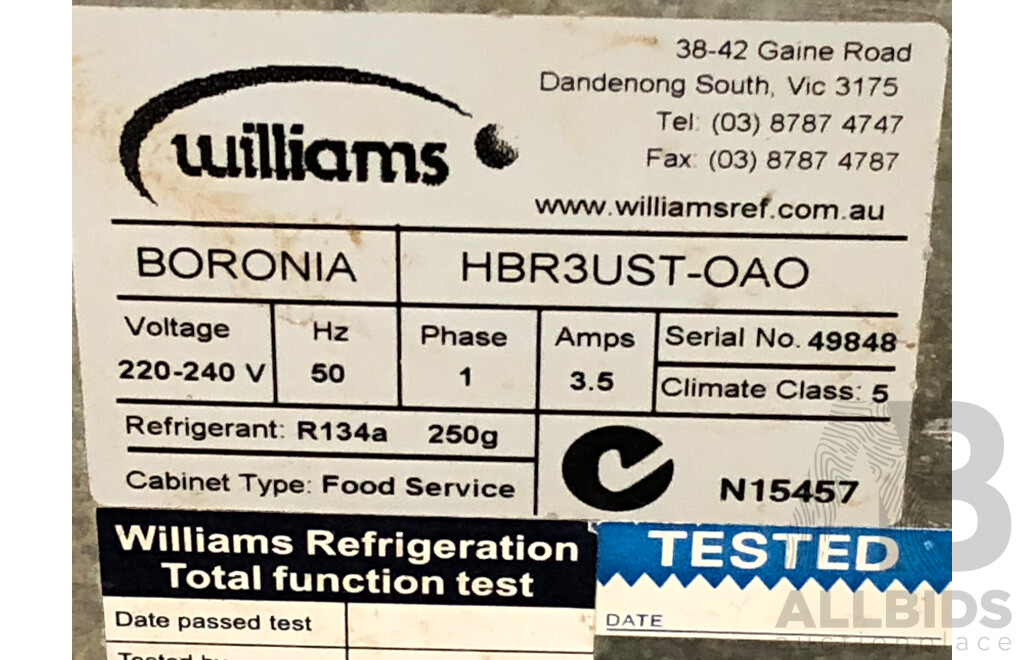 williams
38-42 Gaine Road
Dandenong South, Vic 3175
Tel: (03) 8787 4747
Fax: (03) 8787 4787
www.williamsref.com.au
BORONIA HBR3UST-OAO
Voltage Hz Phase Amps Serial No. 49848
220-240 V 50 1 3.5 Climate Class: 5
Refrigerant: R134a 250g
Cabinet Type: Food Service
N15457
Williams Refrigeration
Total function test
TESTED
Date passed test
DATE
Tested by
ALLBIDS
auctionplace